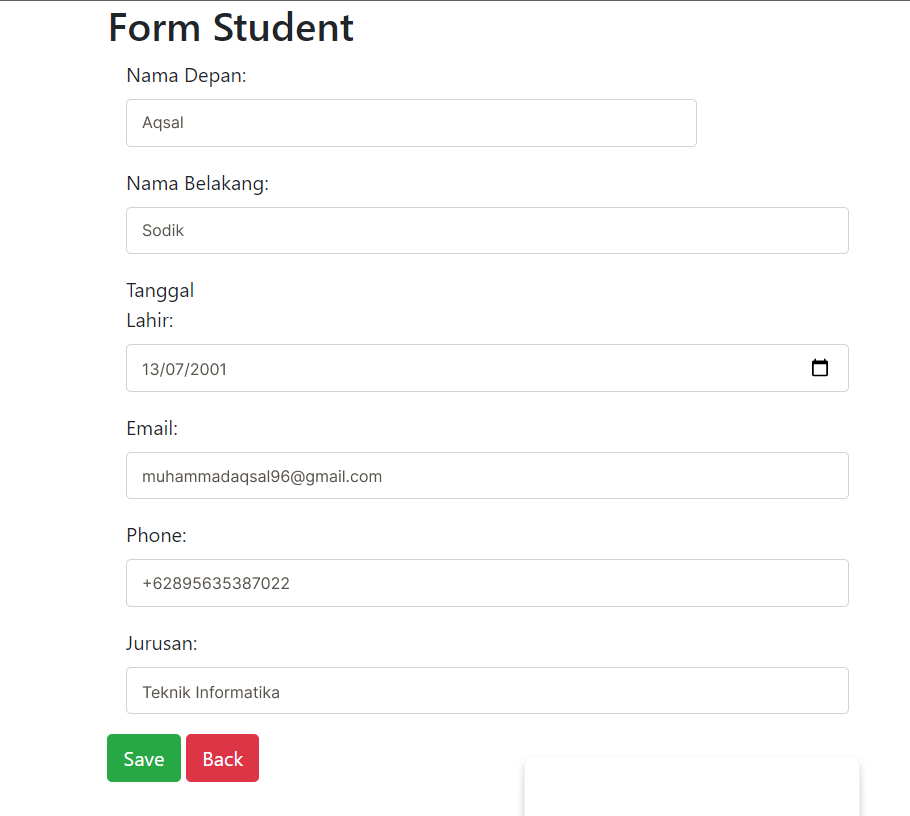 Form Student
Nama Depan:
Aqsal
Nama Belakang:
Sodik
Tanggal
Lahir:
13/07/2001
Email:
muhammadaqsal96@gmail.com
Phone:
+62895635387022
Jurusan:
Teknik Informatika
Save Back